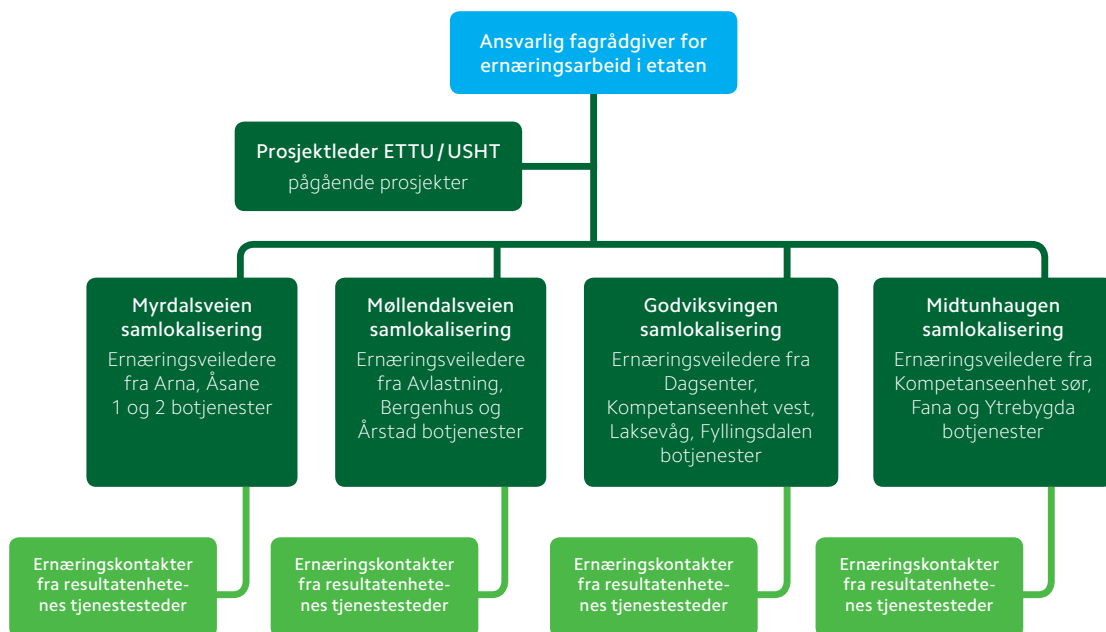 Ansvarlig fagrådgiver for
ernæringsarbeid i etaten
Prosjektleder ETTU/USHT
pågående prosjekter
Myrdalsveien
samlokalisering
Ernæringsveiledere
fra Arna, Åsane
1 og 2 botjenester
Møllendalsveien
samlokalisering
Ernæringsveiledere
fra Avlastning,
Bergenhus og
Årstad botjenester
Godviksvingen
samlokalisering
Ernæringsveiledere fra
Dagsenter,
Kompetanseenhet vest,
Laksevåg, Fyllingsdalen
botjenester
Midtunhaugen
samlokalisering
Ernæringsveiledere fra
Kompetanseenhet sør,
Fana og Ytrebygda
botjenester
Ernæringskontakter
fra resultatenhete-
nes tjenestesteder
Ernæringskontakter
fra resultatenhete-
nes tjenestesteder
Ernæringskontakter
fra resultatenhete-
nes tjenestesteder
Ernæringskontakter
fra resultatenhete-
nes tjenestesteder